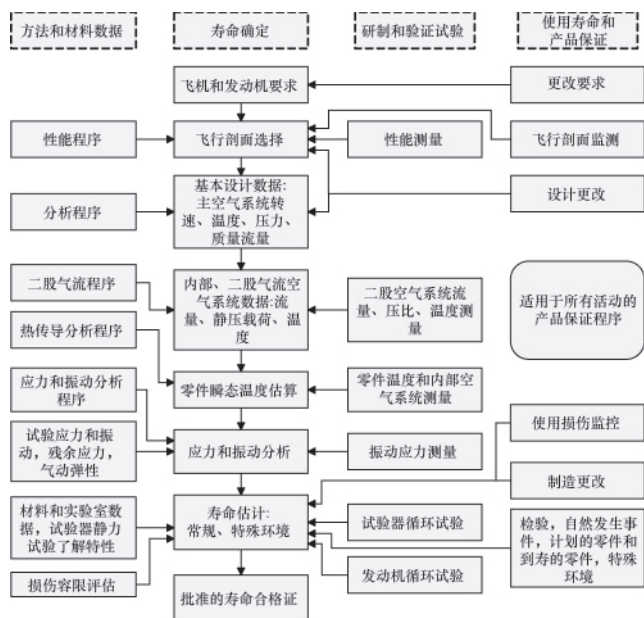 方法和材料数据
寿命确定
研制和验证试验
使用寿命和
产品保证
飞机和发动机要求
更改要求
性能程序
飞行剖面选择
性能测量
飞行剖面监测
分析程序
基本设计数据:
主空气系统转
速、温度、压力、
质量流量
设计更改
二股气流程序
内部、二股气流空
气系统数据:流
量、静压载荷、温
度
二股空气系统流
量、压比、温度测
量
适用于所有活动的
产品保证程序
热传导分析程序
零件瞬态温度估算
零件温度和内部空
气系统测量
应力和振动分析
程序
试验应力和振
动，残余应力，
气动弹性
应力和振动分析
振动应力测量
使用损伤监控
制造更改
材料和实验室数
据，试验器静力
试验了解特性
寿命估计:
常规、特殊环境
试验器循环试验
检验，自然发生事
件，计划的零件和
到寿的零件，特殊
环境
损伤容限评估
发动机循环试验
批准的寿命合格证